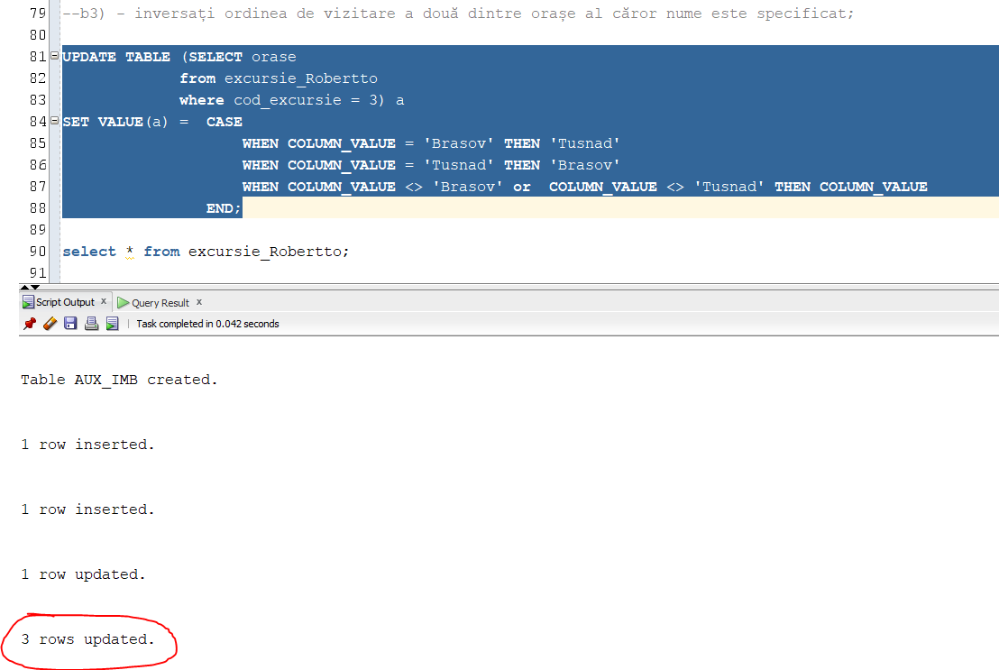 79 --b3) - inversați ordinea de vizitare a două dintre orașe al căror nume este specificat;
80
81 UPDATE TABLE (SELECT orase
82 from excursie_Robertto
83 where cod_excursie = 3) a
84 SET VALUE(a) =  CASE
85 WHEN COLUMN_VALUE = 'Brasov' THEN 'Tusnad'
86 WHEN COLUMN_VALUE = 'Tusnad' THEN 'Brasov'
87 WHEN COLUMN_VALUE <> 'Brasov' or  COLUMN_VALUE <> 'Tusnad' THEN COLUMN_VALUE
88 END;
89
90 select * from excursie_Robertto;
91
Script Output x Query Result x
Task completed in 0.042 seconds
Table AUX_IMB created.
1 row inserted.
1 row inserted.
1 row updated.
3 rows updated.